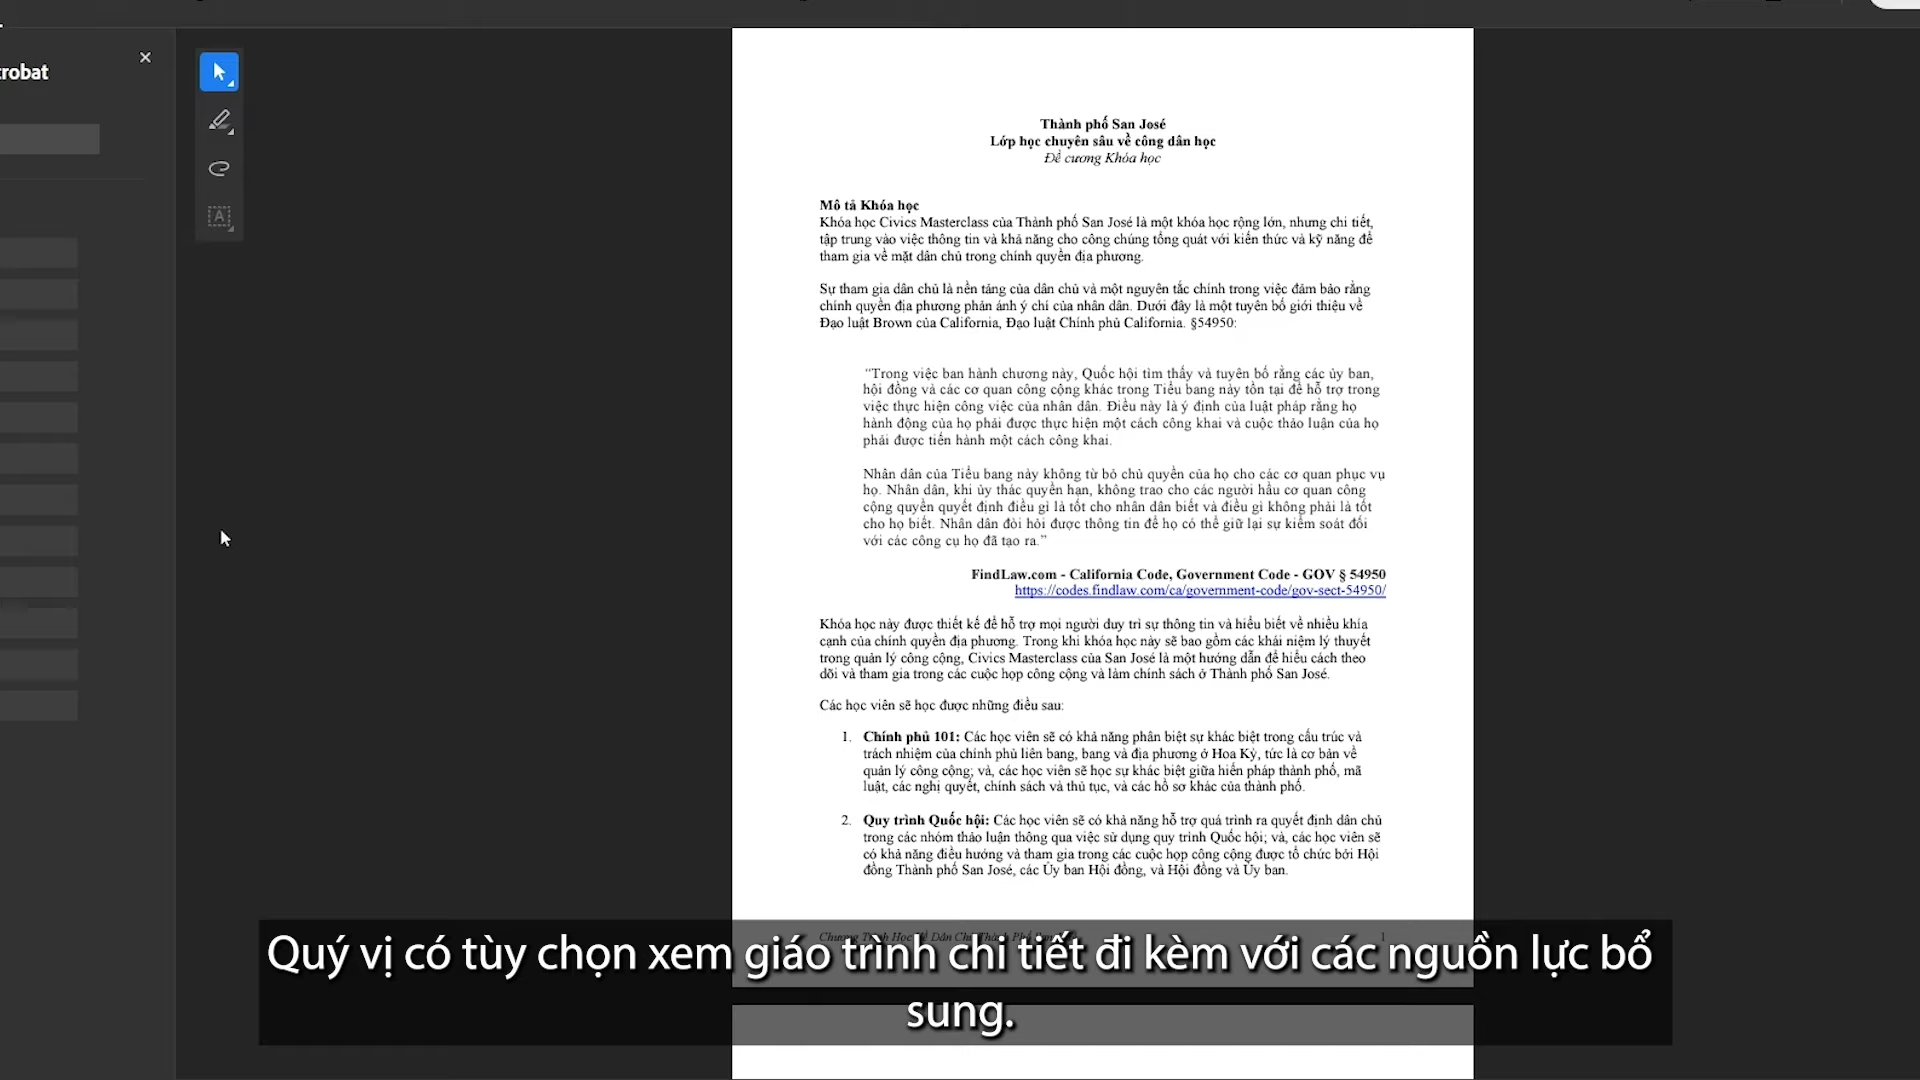 crobat
Thành phố San José
Lớp học chuyên sâu về công dân học
Đề cương Khóa học
Mô tả Khóa học
Khóa học Civics Masterclass của Thành phố San José là một khóa học rộng lớn, nhưng chi tiết,
tập trung vào việc thông tin và khả năng cho công chúng tổng quát với kiến thức và kỹ năng để
tham gia về mặt dân chủ trong chính quyền địa phương.
Sự tham gia dân chủ là nền tảng của dân chủ và một nguyên tắc chính trong việc đảm bảo rằng
chính quyền địa phương phản ánh ý chí của nhân dân. Dưới đây là một tuyên bố giới thiệu về
Đạo luật Brown của California, Đạo luật Chính phủ California. §54950:
“Trong việc ban hành chương này, Quốc hội tìm thấy và tuyên bố rằng các ủy ban,
hội đồng và các cơ quan công cộng khác trong Tiểu bang này tồn tại để hỗ trợ trong
việc thực hiện công việc của nhân dân. Điều này là ý định của luật pháp rằng họ
hành động của họ phải được thực hiện một cách công khai và cuộc thảo luận của họ
phải được tiến hành một cách công khai.
Nhân dân của Tiểu bang này không từ bỏ chủ quyền của họ cho các cơ quan phục vụ
họ. Nhân dân, khi ủy thác quyền hạn, không trao cho các người hầu cơ quan công
cộng quyền quyết định điều gì là tốt cho nhân dân biết và điều gì không phải là tốt
cho họ biết. Nhân dân đòi hỏi được thông tin để họ có thể giữ lại sự kiểm soát đối
với các công cụ họ đã tạo ra.”
FindLaw.com - California Code, Government Code - GOV § 54950
https://codes.findlaw.com/ca/government-code/gov-sect-54950/
Khóa học này được thiết kế để hỗ trợ mọi người duy trì sự thông tin và hiểu biết về nhiều khía
cạnh của chính quyền địa phương. Trong khi khóa học này sẽ bao gồm các khái niệm lý thuyết
trong quản lý công cộng, Civics Masterclass của San José là một hướng dẫn để hiểu cách theo
dõi và tham gia trong các cuộc họp công cộng và làm chính sách ở Thành phố San José.
Các học viên sẽ học được những điều sau:
1. Chính phủ 101: Các học viên sẽ có khả năng phân biệt sự khác biệt trong cấu trúc và
trách nhiệm của chính phủ liên bang, bang và địa phương ở Hoa Kỳ, tức là cơ bản về
quản lý công cộng; và, các học viên sẽ học sự khác biệt giữa hiến pháp thành phố, mã
luật, các nghị quyết, chính sách và thủ tục, và các hồ sơ khác của thành phố.
2. Quy trình Quốc hội: Các học viên sẽ có khả năng hỗ trợ quá trình ra quyết định dân chủ
trong các nhóm thảo luận thông qua việc sử dụng quy trình Quốc hội; và, các học viên sẽ
có khả năng điều hướng và tham gia trong các cuộc họp công cộng được tổ chức bởi Hội
đồng Thành phố San José, các Ủy ban Hội đồng, và Hội đồng và Ủy ban.
Quý vị có tùy chọn xem giáo trình chi tiết đi kèm với các nguồn lực bổ
sung.